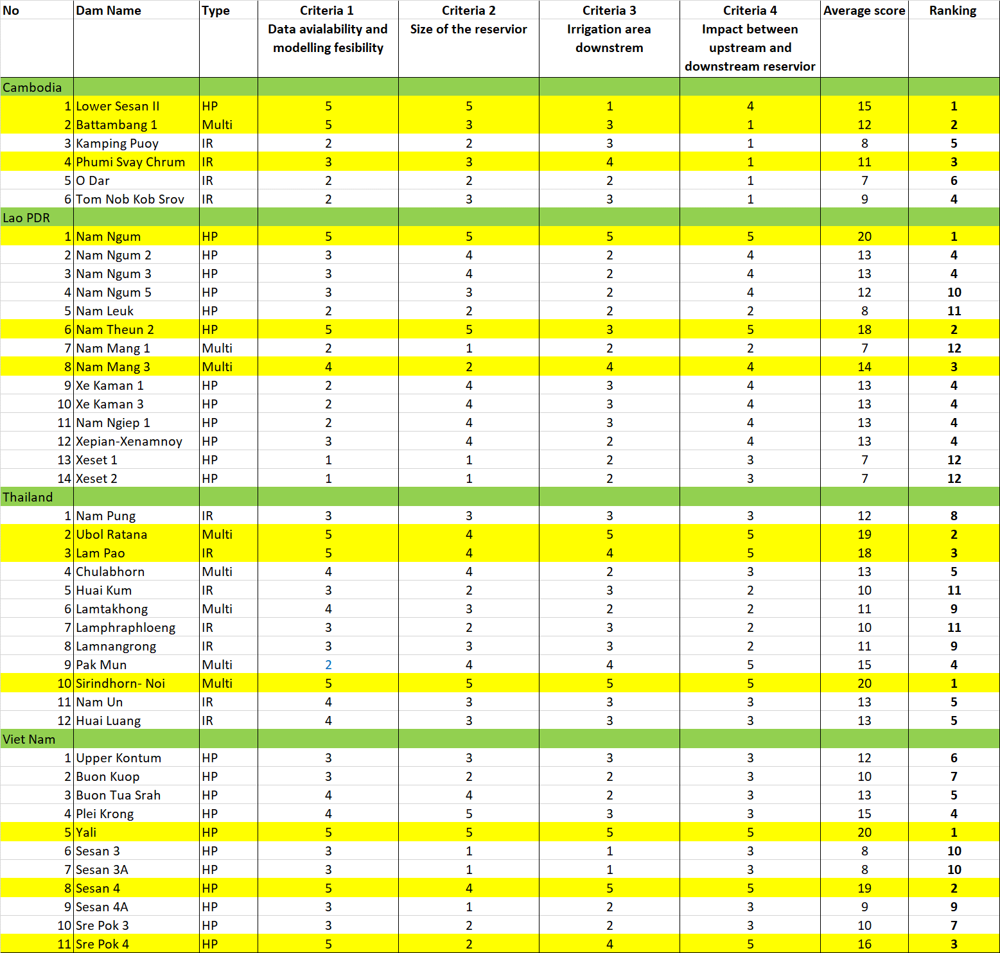 No Dam Name Type Criteria 1 Criteria 2 Criteria 3 Criteria 4 Average score Ranking
Data avialability and Size of the reservior Irrigation area Impact between
modelling fesibility downstrem upstream and
downstream reservior
Cambodia
1 Lower Sesan II HP 5 5 1 4 15 1
2 Battambang 1 Multi 5 3 3 1 12 2
3 Kamping Puoy IR 2 2 3 1 8 5
4 Phumi Svay Chrum IR 3 3 4 1 11 3
5 O Dar IR 2 2 2 1 7 6
6 Tom Nob Kob Srov IR 2 3 3 1 9 4
Lao PDR
1 Nam Ngum HP 5 5 5 5 20 1
2 Nam Ngum 2 HP 3 4 2 4 13 4
3 Nam Ngum 3 HP 3 4 2 4 13 4
4 Nam Ngum 5 HP 3 3 2 4 12 10
5 Nam Leuk HP 2 2 2 2 8 11
6 Nam Theun 2 HP 5 5 3 5 18 2
7 Nam Mang 1 Multi 2 1 2 2 7 12
8 Nam Mang 3 Multi 4 2 4 4 14 3
9 Xe Kaman 1 HP 2 4 3 4 13 4
10 Xe Kaman 3 HP 2 4 3 4 13 4
11 Nam Ngiep 1 HP 2 4 3 4 13 4
12 Xepian-Xenamnoy HP 3 4 2 4 13 4
13 Xeset 1 HP 1 1 2 3 7 12
14 Xeset 2 HP 1 1 2 3 7 12
Thailand
1 Nam Pung IR 3 3 3 3 12 8
2 Ubol Ratana Multi 5 4 5 5 19 2
3 Lam Pao IR 5 4 4 5 18 3
4 Chulabhorn Multi 4 4 2 3 13 5
5 Huai Kum IR 3 2 3 2 10 11
6 Lamtakhong Multi 4 3 2 2 11 9
7 Lamphraphloeng IR 3 2 3 2 10 11
8 Lamnangrong IR 3 3 3 2 11 9
9 Pak Mun Multi 2 4 4 5 15 4
10 Sirindhorn- Noi Multi 5 5 5 5 20 1
11 Nam Un IR 4 3 3 3 13 5
12 Huai Luang IR 4 3 3 3 13 5
Viet Nam
1 Upper Kontum HP 3 3 3 3 12 6
2 Buon Kuop HP 3 2 2 3 10 7
3 Buon Tua Srah HP 4 4 2 3 13 5
4 Plei Krong HP 4 5 3 3 15 4
5 Yali HP 5 5 5 5 20 1
6 Sesan 3 HP 3 1 1 3 8 10
7 Sesan 3A HP 3 1 1 3 8 10
8 Sesan 4 HP 5 4 5 5 19 2
9 Sesan 4A HP 3 1 2 3 9 9
10 Sre Pok 3 HP 3 2 2 3 10 7
11 Sre Pok 4 HP 5 2 4 5 16 3